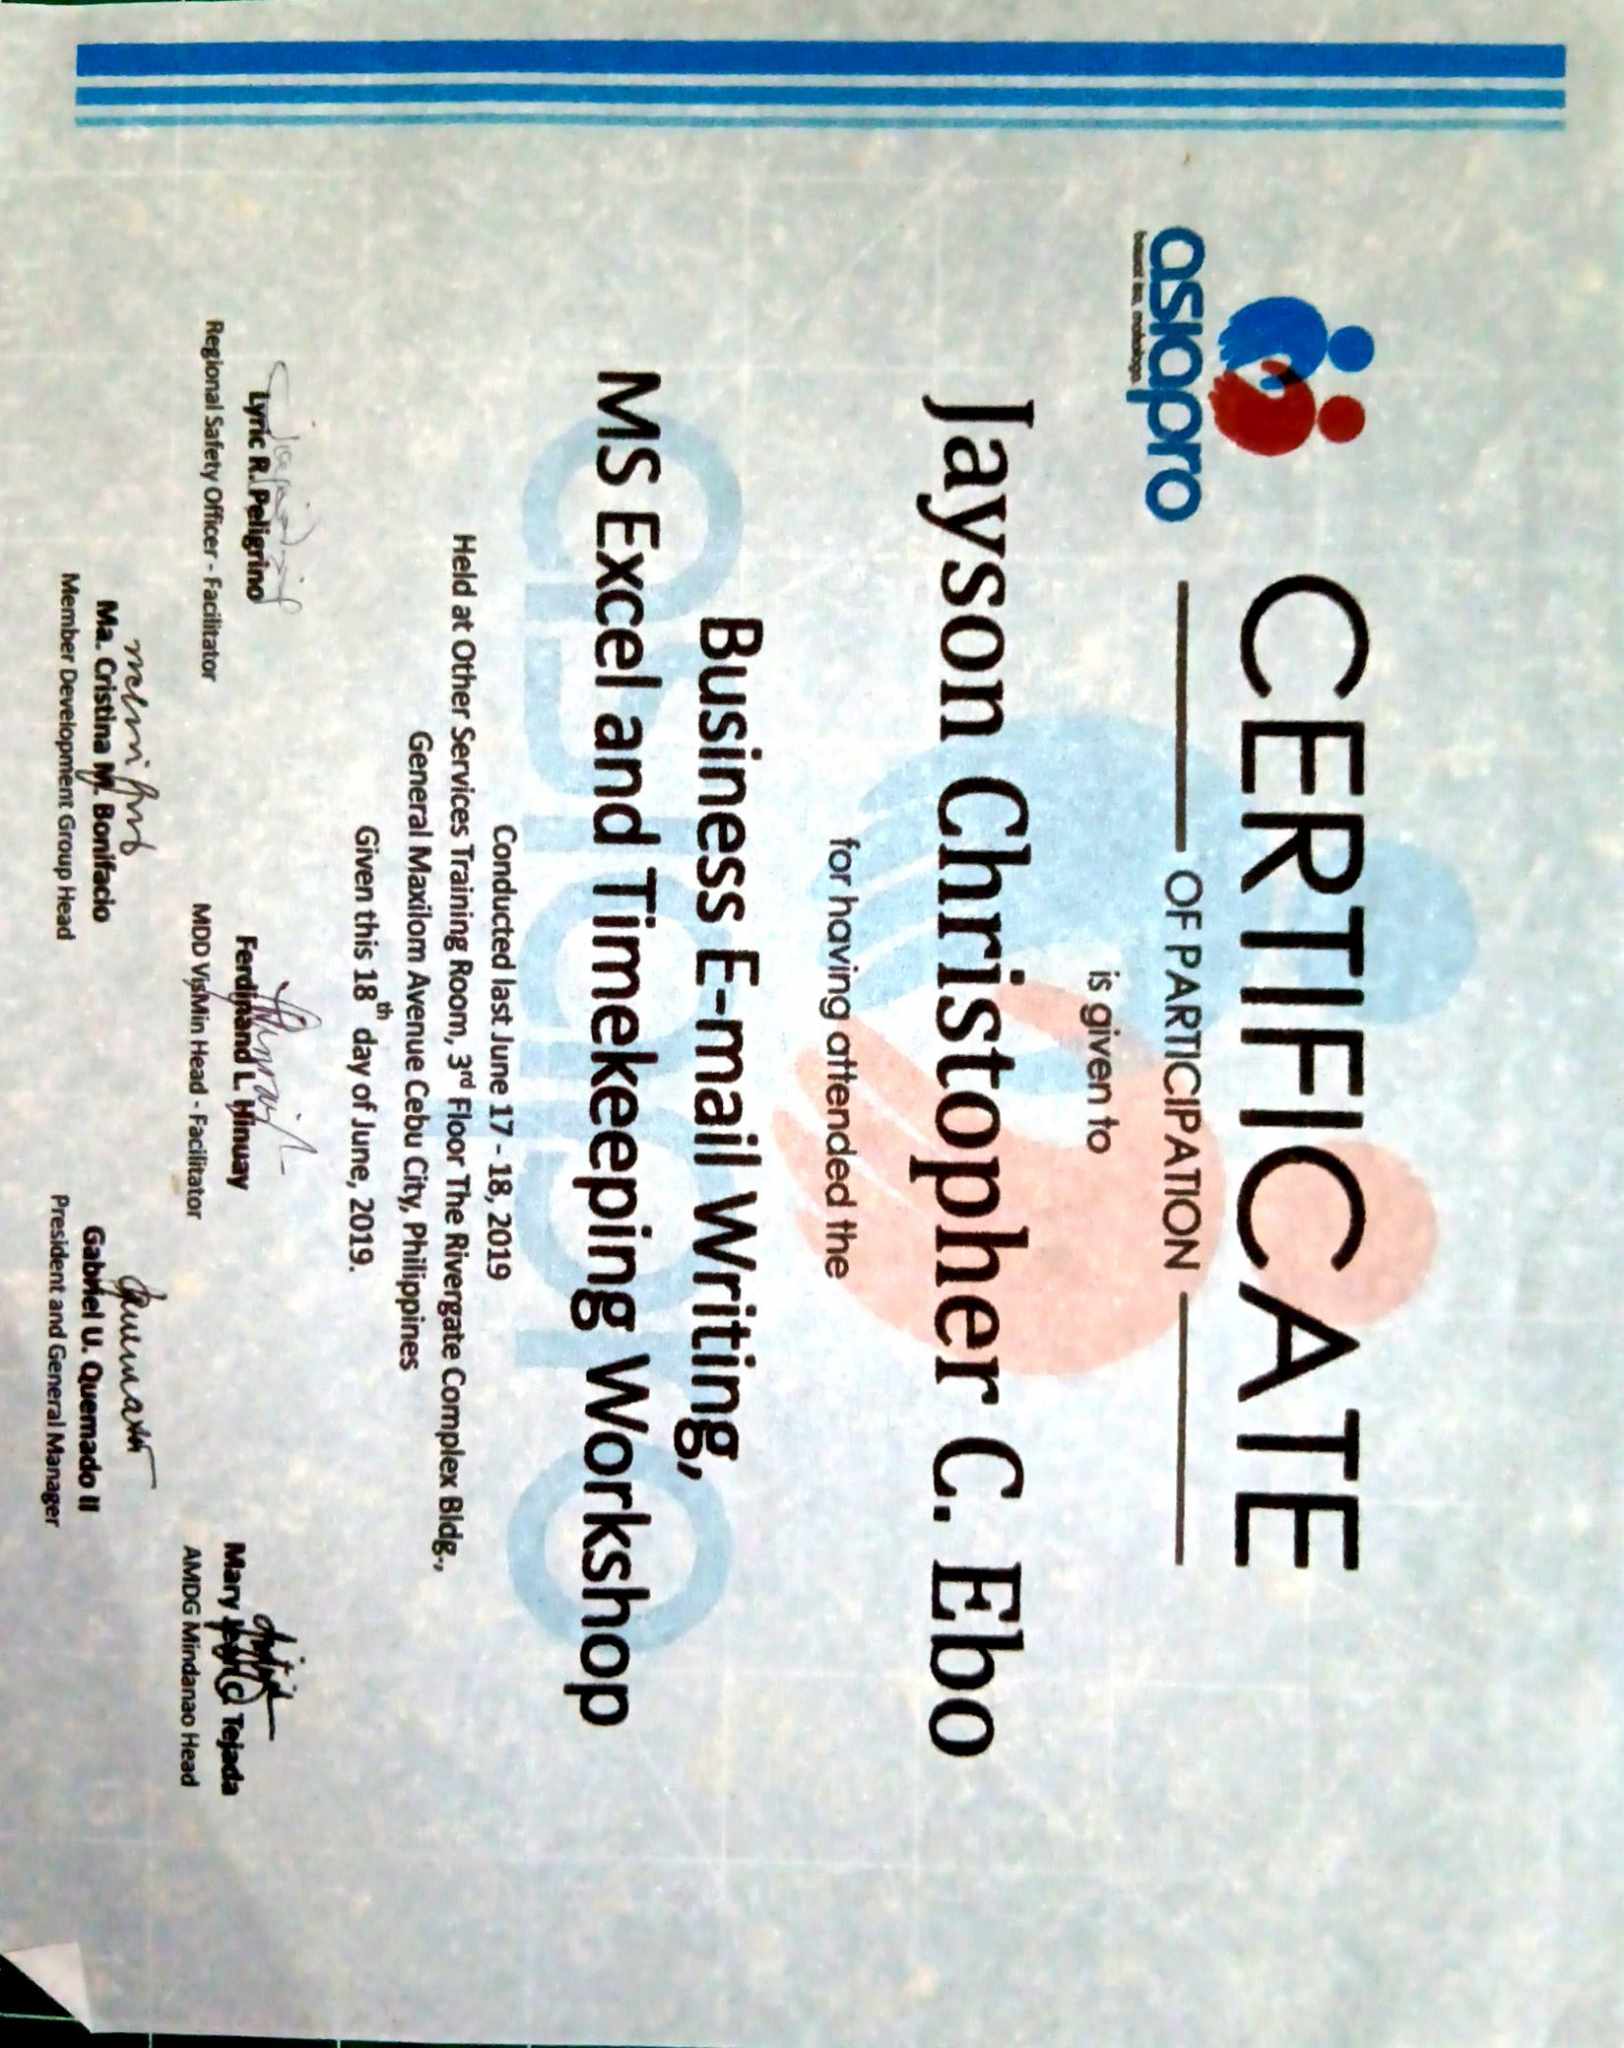 asiapro
bawat isa, mahalaga.
CERTIFICATE
OF PARTICIPATION
is given to
Jayson Christopher C. Ebo
for having attended the
Business E-mail Writing,
MS Excel and Timekeeping Workshop
Conducted last June 17 - 18, 2019
Held at Other Services Training Room, 3rd Floor The Rivergate Complex Bldg.,
General Maxilom Avenue Cebu City, Philippines
Given this 18th day of June, 2019.
Lyric R. Peligrino
Regional Safety Officer - Facilitator
Ferdinand L. Hinuay
MDD VisMin Head - Facilitator
Mary C. Tejada
AMDG Mindanao Head
Ma. Cristina M. Bonifacio
Member Development Group Head
Gabriel U. Quemado II
President and General Manager